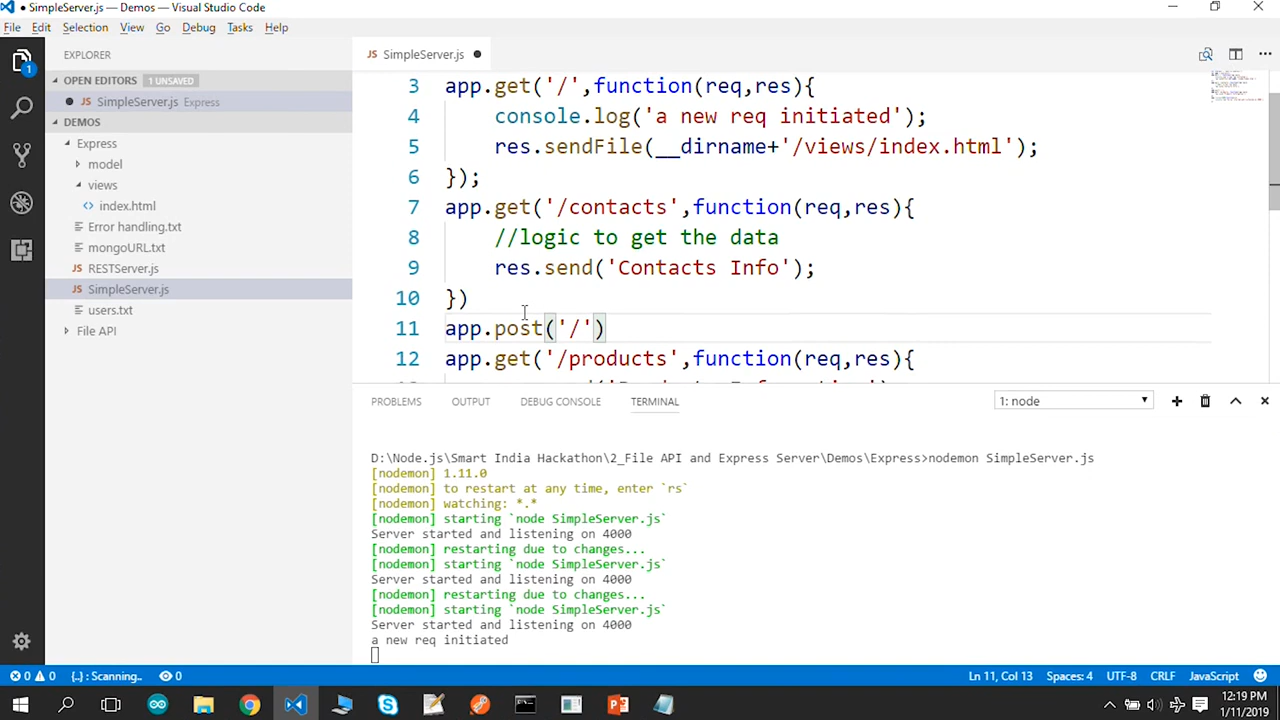 ● SimpleServer.js - Demos - Visual Studio Code
File Edit Selection View Go Debug Tasks Help
EXPLORER
JS SimpleServer.js ●
OPEN EDITORS 1 UNSAVED
● JS SimpleServer.js Express
DEMOS
Express
model
views
<> index.html
Error handling.txt
mongoURL.txt
JS RESTServer.js
JS SimpleServer.js
users.txt
File API
1
3 app.get('/',function(req,res){
4 console.log('a new req initiated');
5 res.sendFile(__dirname+'/views/index.html');
6 });
7 app.get('/contacts',function(req,res){
8 //logic to get the data
9 res.send('Contacts Info');
10 })
11 app.post('/')
12 app.get('/products',function(req,res){
PROBLEMS OUTPUT DEBUG CONSOLE TERMINAL 1: node
D:\Node.js\Smart India Hackathon\2_File API and Express Server\Demos\Express>nodemon SimpleServer.js
[nodemon] 1.11.0
[nodemon] to restart at any time, enter `rs`
[nodemon] watching: *.*
[nodemon] starting `node SimpleServer.js`
Server started and listening on 4000
[nodemon] restarting due to changes...
[nodemon] starting `node SimpleServer.js`
Server started and listening on 4000
[nodemon] restarting due to changes...
[nodemon] starting `node SimpleServer.js`
Server started and listening on 4000
a new req initiated
0 0 {..} : Scanning.. 0 Ln 11, Col 13 Spaces: 4 UTF-8 CRLF JavaScript
12:19 PM
1/11/2019